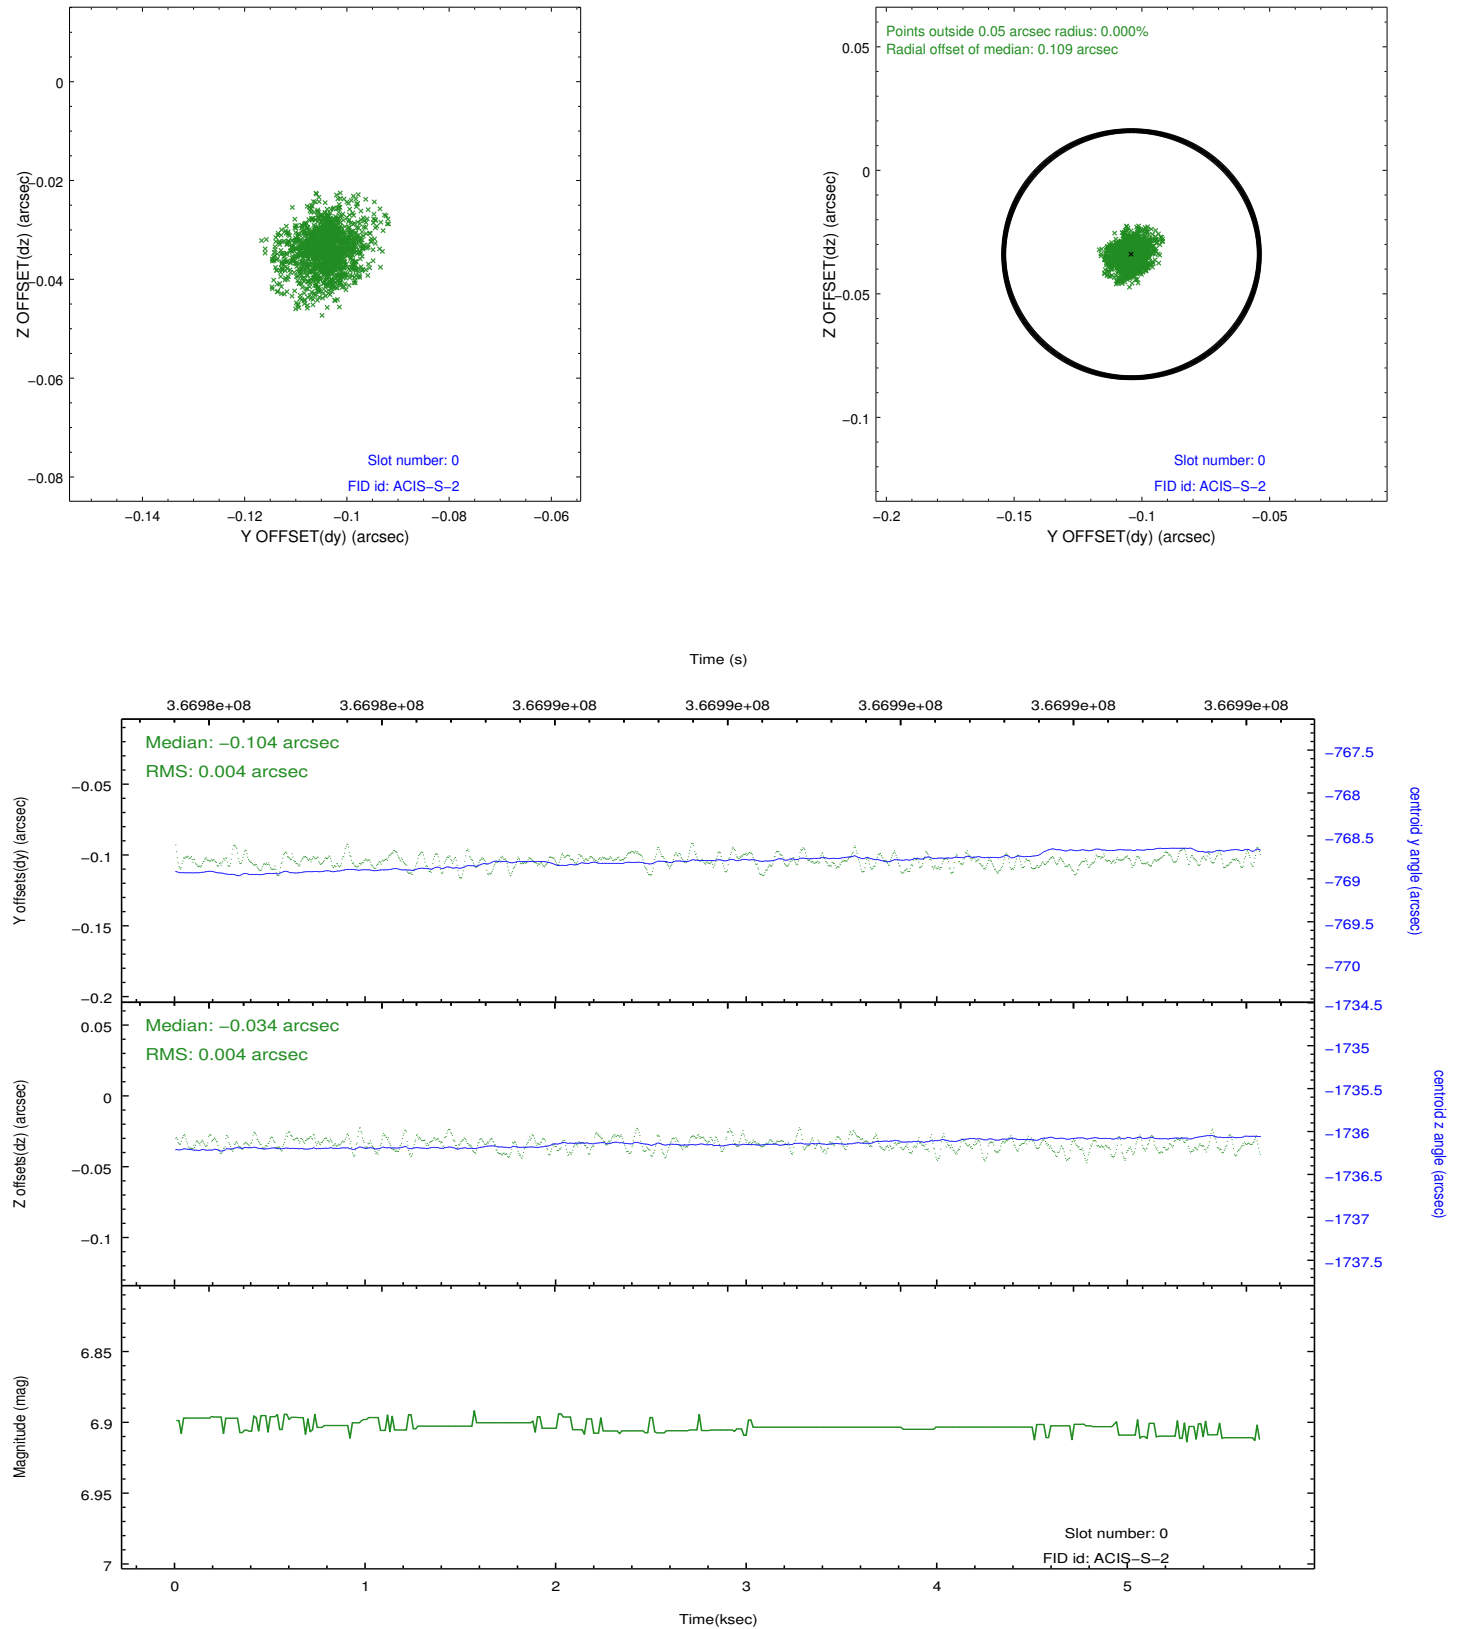 0
−0.02
−0.04
−0.06
−0.08
Z OFFSET(dz) (arcsec)
Slot number: 0
FID id: ACIS−S−2
−0.14
−0.12
−0.1
−0.08
−0.06
Y OFFSET(dy) (arcsec)
Points outside 0.05 arcsec radius: 0.000%
Radial offset of median: 0.109 arcsec
0.05
0
−0.05
−0.1
Z OFFSET(dz) (arcsec)
Slot number: 0
FID id: ACIS−S−2
−0.2
−0.15
−0.1
−0.05
Y OFFSET(dy) (arcsec)
Time (s)
3.6698e+08
3.6698e+08
3.6699e+08
3.6699e+08
3.6699e+08
3.6699e+08
3.6699e+08
Median: −0.104 arcsec
RMS: 0.004 arcsec
−0.05
−0.1
−0.15
−0.2
Y offsets(dy) (arcsec)
−767.5
−768
−768.5
−769
−769.5
−770
centroid y angle (arcsec)
Median: −0.034 arcsec
RMS: 0.004 arcsec
0.05
0
−0.05
−0.1
Z offsets(dz) (arcsec)
−1734.5
−1735
−1735.5
−1736
−1736.5
−1737
−1737.5
centroid z angle (arcsec)
6.85
6.9
6.95
7
Magnitude (mag)
Slot number: 0
FID id: ACIS−S−2
0
1
2
3
4
5
Time(ksec)